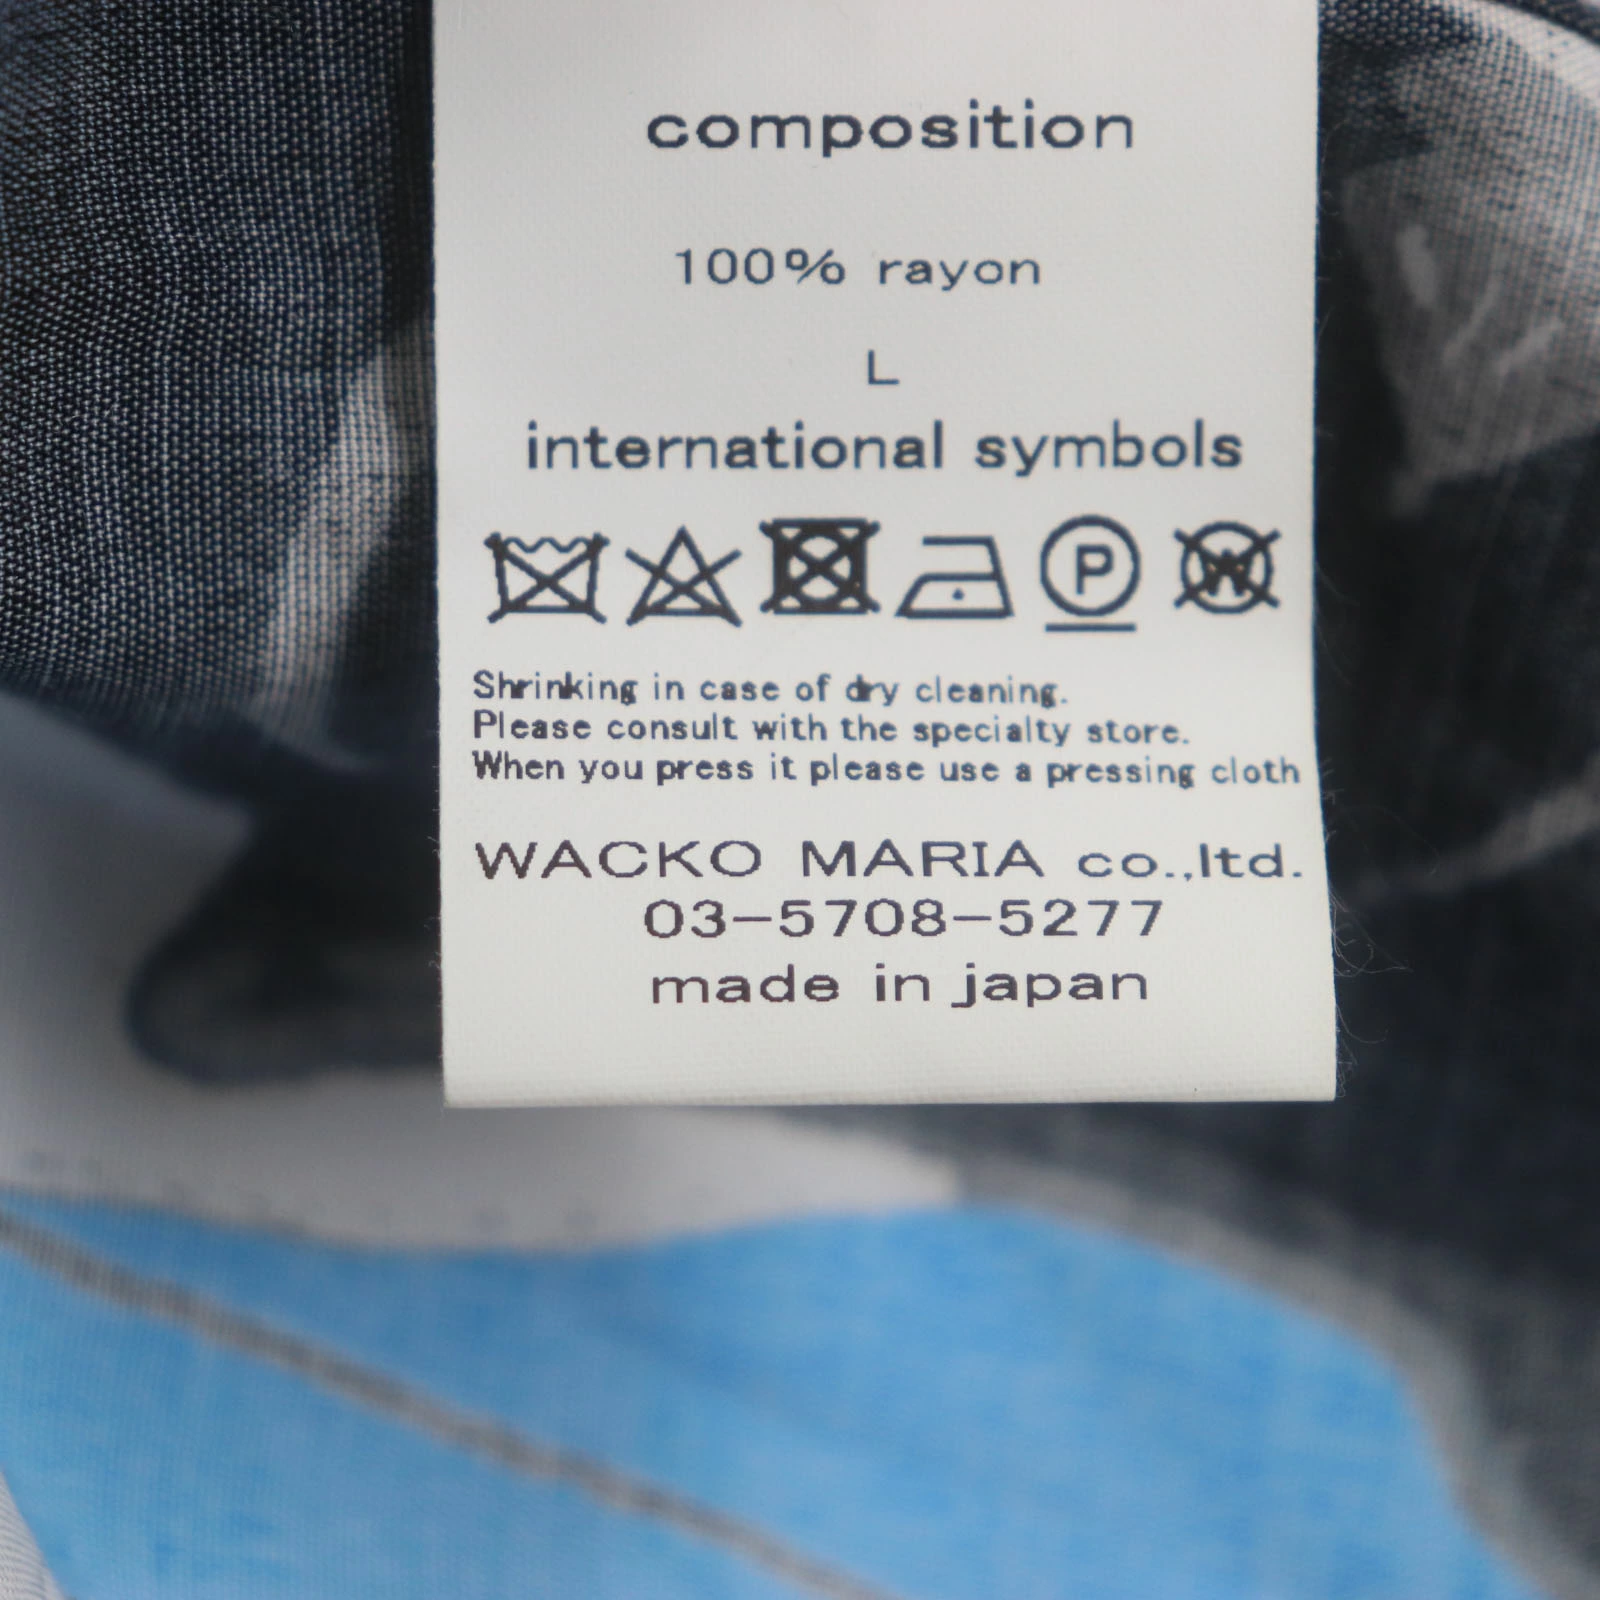 composition
100% rayon
L
international symbols
P W
Shrinking in case of dry cleaning.
Please consult with the specialty store.
When you press it please use a pressing cloth
WACKO MARIA co.,ltd.
03-5708-5277
made in japan